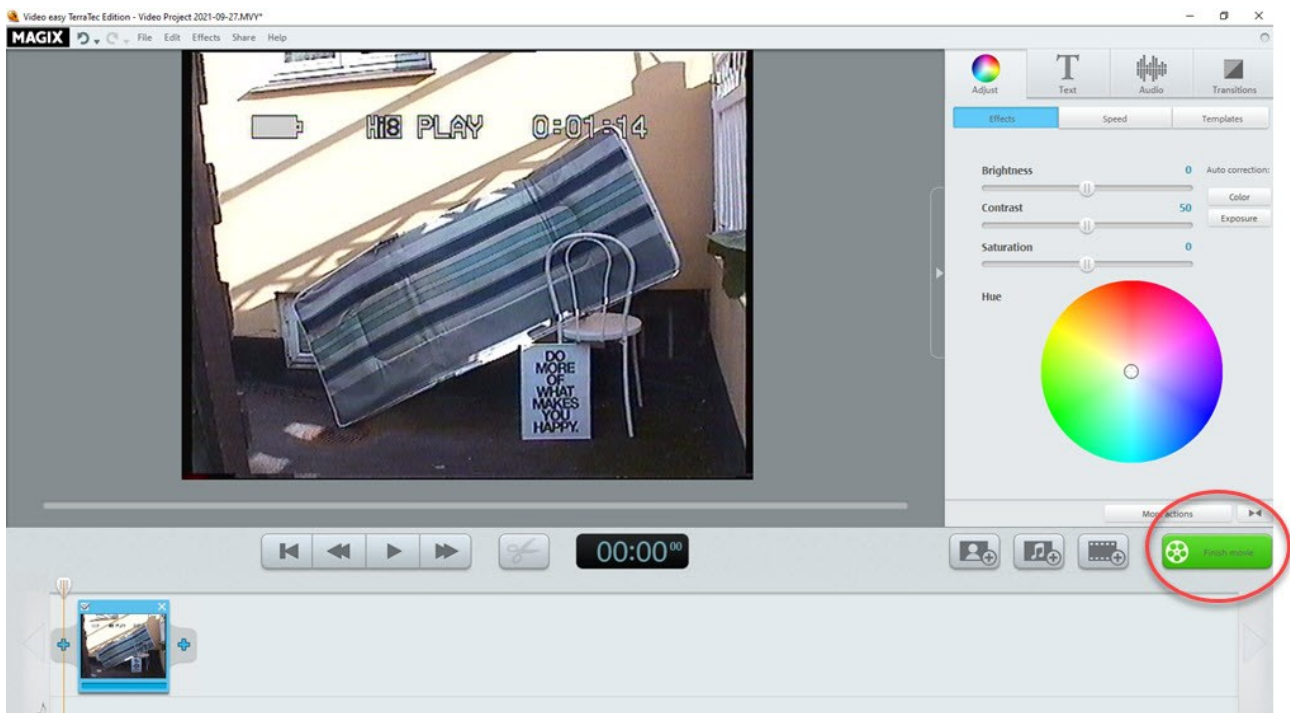 Video easy TerraTec Edition - Video Project 2021-09-27.MVY*
MAGIX File Edit Effects Share Help
Hi8 PLAY 0:01:14
DO
MORE
OF
WHAT
MAKES
YOU
HAPPY.
Adjust Text Audio Transitions
Effects Speed Templates
Brightness 0 Auto correction:
Color
Contrast 50
Exposure
Saturation 0
Hue
More actions
00:00 00
Finish movie